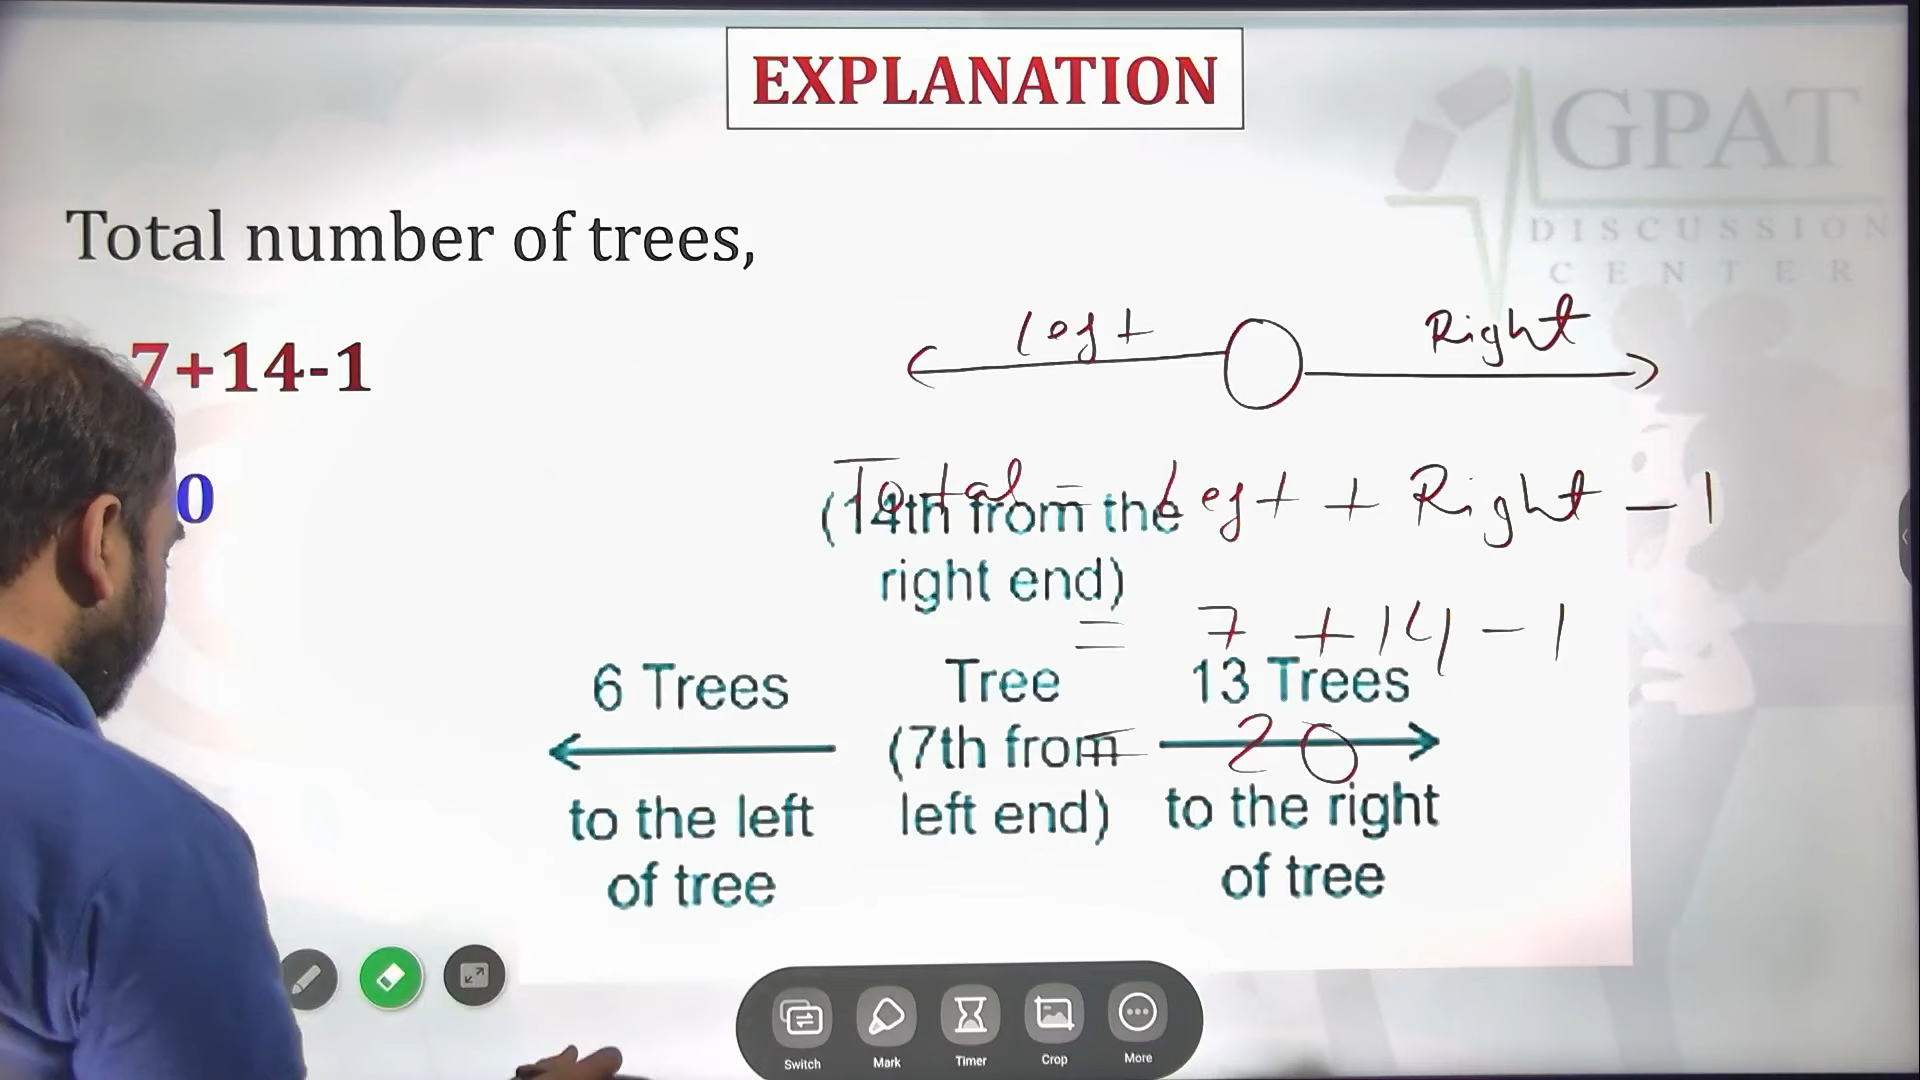 EXPLANATION
GPAT
DISCUSSION
CENTER
Total number of trees,
7+14-1
0
Left Right
Total = Left + Right - 1
(14th from the
right end)
= 7 + 14 - 1
6 Trees Tree 13 Trees
(7th from
= 20
to the left left end) to the right
of tree of tree
Switch Mark Timer Crop More